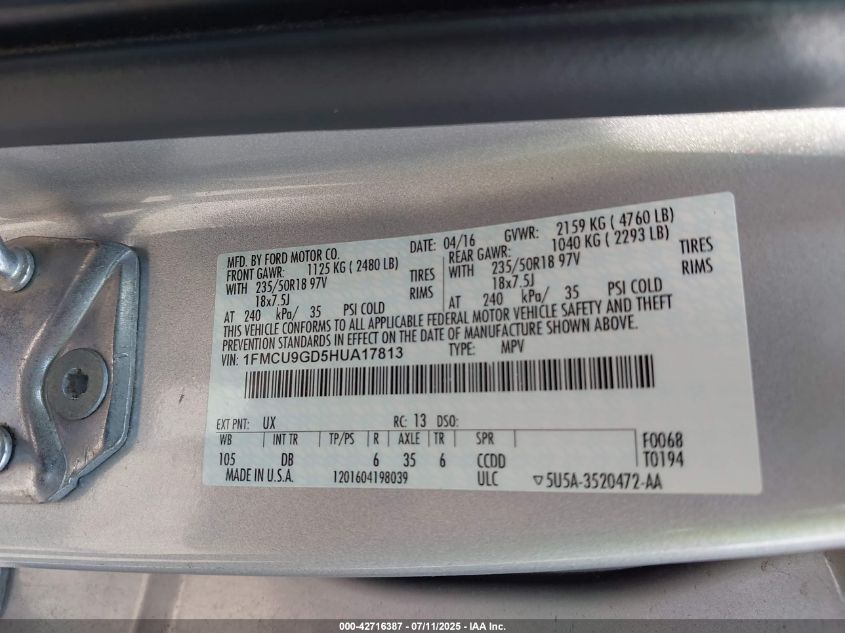 MFD. BY FORD MOTOR CO. DATE: 04/16 GVWR: 2159 KG ( 4760 LB)
FRONT GAWR: 1125 KG ( 2480 LB) REAR GAWR: 1040 KG ( 2293 LB)
WITH 235/50R18 97V TIRES WITH 235/50R18 97V TIRES
18x7.5J RIMS 18x7.5J RIMS
AT 240 kPa/ 35 PSI COLD AT 240 kPa/ 35 PSI COLD
THIS VEHICLE CONFORMS TO ALL APPLICABLE FEDERAL MOTOR VEHICLE SAFETY AND THEFT
PREVENTION STANDARDS IN EFFECT ON THE DATE OF MANUFACTURE SHOWN ABOVE.
VIN: 1FMCU9GD5HUA17813 TYPE: MPV
EXT PNT: UX RC: 13 DSO:
WB INT TR TP/PS R AXLE TR SPR F0068
105 DB 6 35 6 CCDD T0194
MADE IN U.S.A. 1201604198039 ULC ▽5U5A-3520472-AA
000-42716387 - 07/11/2025 - IAA Inc.